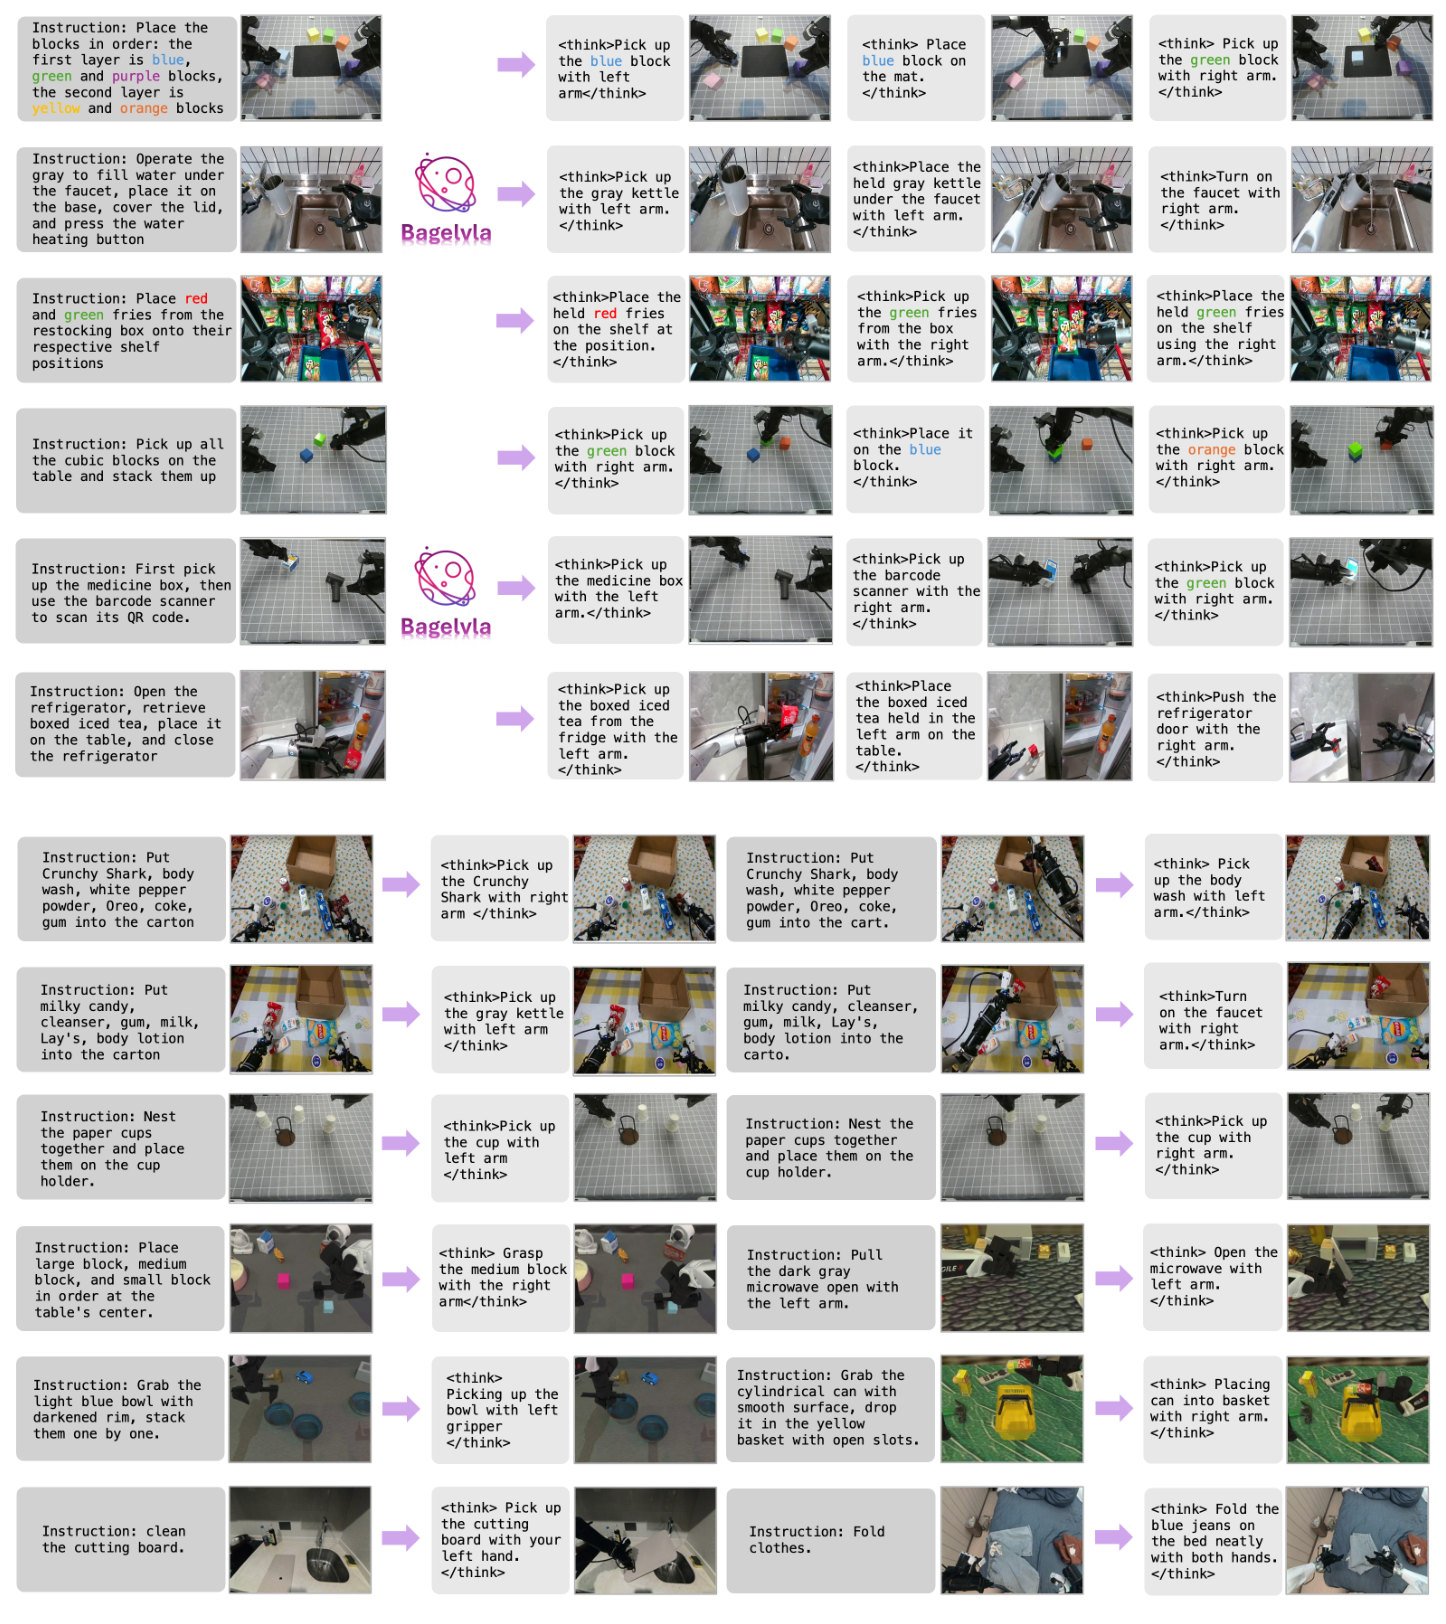 Instruction: Place the
blocks in order: the
first layer is blue,
green and purple blocks,
the second layer is
yellow and orange blocks
<think>Pick up
the blue block
with left
arm</think>
<think> Place
blue block on
the mat.
</think>
<think> Pick up
the green block
with right arm.
</think>
Instruction: Operate the
gray to fill water under
the faucet, place it on
the base, cover the lid,
and press the water
heating button
Bagelvla
<think>Pick up
the gray kettle
with left arm.
</think>
<think>Place the
held gray kettle
under the faucet
with left arm.
</think>
<think>Turn on
the faucet with
right arm.
</think>
Instruction: Place red
and green fries from the
restocking box onto their
respective shelf
positions
<think>Place the
held red fries
on the shelf at
the position.
</think>
<think>Pick up
the green fries
from the box
with the right
arm.</think>
<think>Place the
held green fries
on the shelf
using the right
arm.</think>
Instruction: Pick up all
the cubic blocks on the
table and stack them up
<think>Pick up
the green block
with right arm.
</think>
<think>Place it
on the blue
block.
</think>
<think>Pick up
the orange block
with right arm.
</think>
Instruction: First pick
up the medicine box, then
use the barcode scanner
to scan its QR code.
Bagelvla
<think>Pick up
the medicine box
with the left
arm.</think>
<think>Pick up
the barcode
scanner with the
right arm.
</think>
<think>Pick up
the green block
with right arm.
</think>
Instruction: Open the
refrigerator, retrieve
boxed iced tea, place it
on the table, and close
the refrigerator
<think>Pick up
the boxed iced
tea from the
fridge with the
left arm.
</think>
<think>Place
the boxed iced
tea held in the
left arm on the
table.
</think>
<think>Push the
refrigerator
door with the
right arm.
</think>
Instruction: Put
Crunchy Shark, body
wash, white pepper
powder, Oreo, coke,
gum into the carton
<think>Pick up
the Crunchy
Shark with right
arm </think>
Instruction: Put
Crunchy Shark, body
wash, white pepper
powder, Oreo, coke,
gum into the cart.
<think> Pick
up the body
wash with left
arm.</think>
Instruction: Put
milky candy,
cleanser, gum, milk,
Lay's, body lotion
into the carton
<think>Pick up
the gray kettle
with left arm
</think>
Instruction: Put
milky candy, cleanser,
gum, milk, Lay's,
body lotion into the
carto.
<think>Turn
on the faucet
with right
arm.</think>
Instruction: Nest
the paper cups
together and place
them on the cup
holder.
<think>Pick up
the cup with
left arm
</think>
Instruction: Nest the
paper cups together
and place them on the
cup holder.
<think>Pick up
the cup with
right arm.
</think>
Instruction: Place
large block, medium
block, and small block
in order at the
table's center.
<think> Grasp
the medium block
with the right
arm</think>
Instruction: Pull
the dark gray
microwave open with
the left arm.
<think> Open the
microwave with
left arm.
</think>
Instruction: Grab the
light blue bowl with
darkened rim, stack
them one by one.
<think>
Picking up the
bowl with left
gripper
</think>
Instruction: Grab the
cylindrical can with
smooth surface, drop
it in the yellow
basket with open slots.
<think> Placing
can into basket
with right arm.
</think>
Instruction: clean
the cutting board.
<think> Pick up
the cutting
board with your
left hand.
</think>
Instruction: Fold
clothes.
<think> Fold the
blue jeans on
the bed neatly
with both hands.
</think>